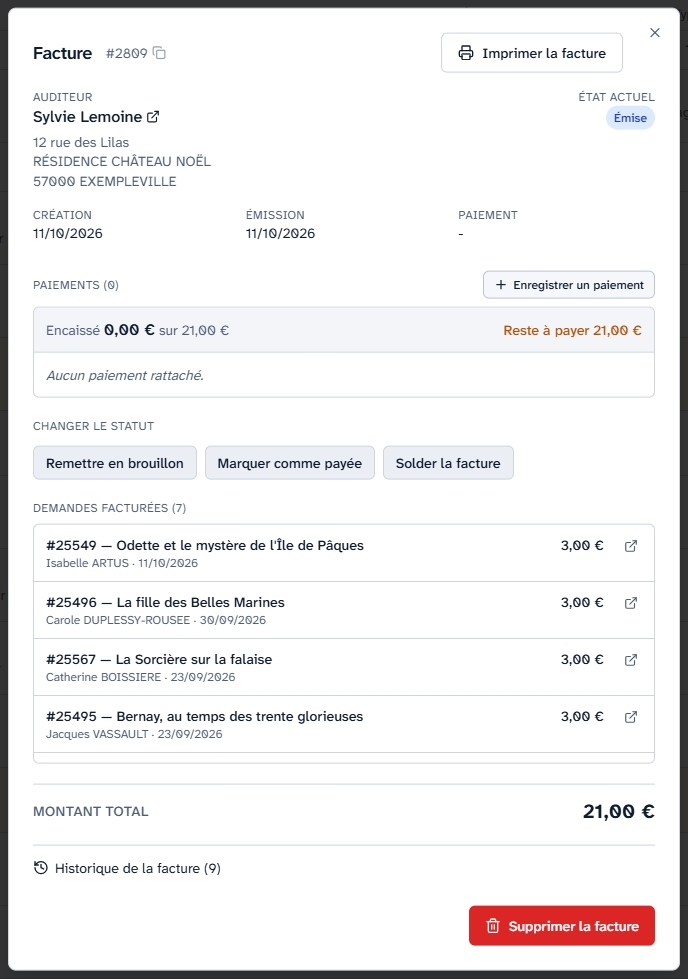 Facture #2809
Imprimer la facture
AUDITEUR
Sylvie Lemoine
12 rue des Lilas
RÉSIDENCE CHÂTEAU NOËL
57000 EXEMPLEVILLE
ÉTAT ACTUEL
Émise
CRÉATION
11/10/2026
ÉMISSION
11/10/2026
PAIEMENT
-
PAIEMENTS (0)
Enregistrer un paiement
Encaissé 0,00 € sur 21,00 €
Reste à payer 21,00 €
Aucun paiement rattaché.
CHANGER LE STATUT
Remettre en brouillon
Marquer comme payée
Solder la facture
DEMANDES FACTURÉES (7)
#25549 — Odette et le mystère de l'Île de Pâques
3,00 €
Isabelle ARTUS · 11/10/2026
#25496 — La fille des Belles Marines
3,00 €
Carole DUPLESSY-ROUSEE · 30/09/2026
#25567 — La Sorcière sur la falaise
3,00 €
Catherine BOISSIERE · 23/09/2026
#25495 — Bernay, au temps des trente glorieuses
3,00 €
Jacques VASSAULT · 23/09/2026
MONTANT TOTAL
21,00 €
Historique de la facture (9)
Supprimer la facture